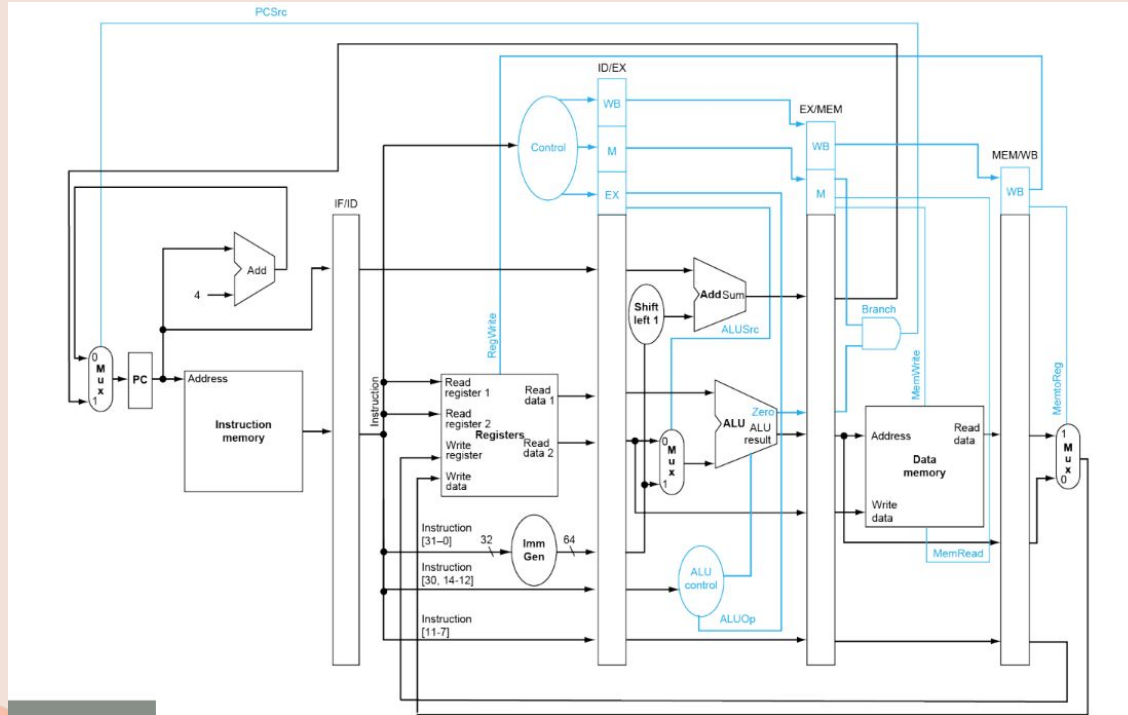 PCSrc
ID/EX
WB
EX/MEM
Control
M
WB
MEM/WB
EX
M
WB
IF/ID
Add
4
Add Sum
Shift
left 1
Branch
ALUSrc
RegWrite
MemWrite
MemtoReg
0
M
u
x
1
PC
Address
Instruction
memory
Instruction
Read
register 1
Read
data 1
Read
register 2
Registers
Write
register
Read
data 2
Write
data
Zero
ALU
ALU
result
0
M
u
x
1
Address
Read
data
Data
memory
Write
data
1
M
u
x
0
Instruction
[31–0]
32
Imm
Gen
64
MemRead
Instruction
[30, 14-12]
ALU
control
Instruction
[11-7]
ALUOp